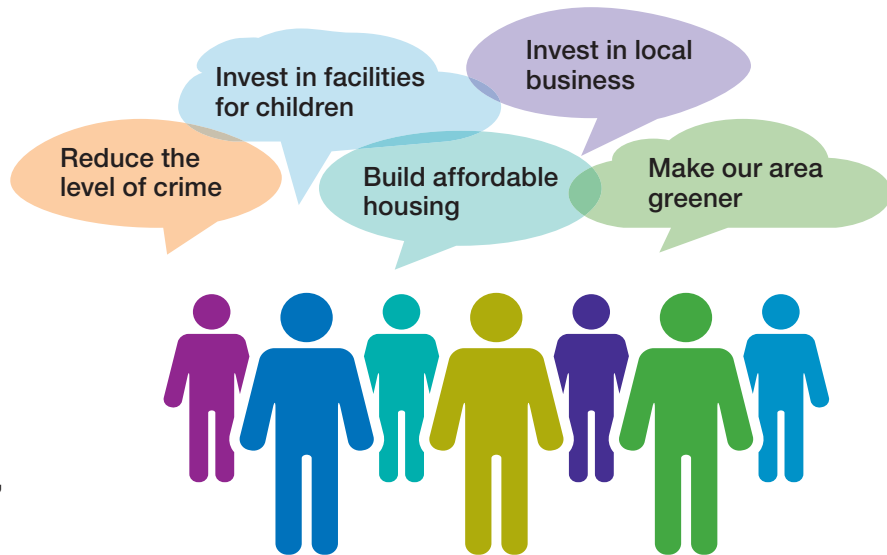 Invest in local
business
Invest in facilities
for children
Reduce the
level of crime
Build affordable
housing
Make our area
greener